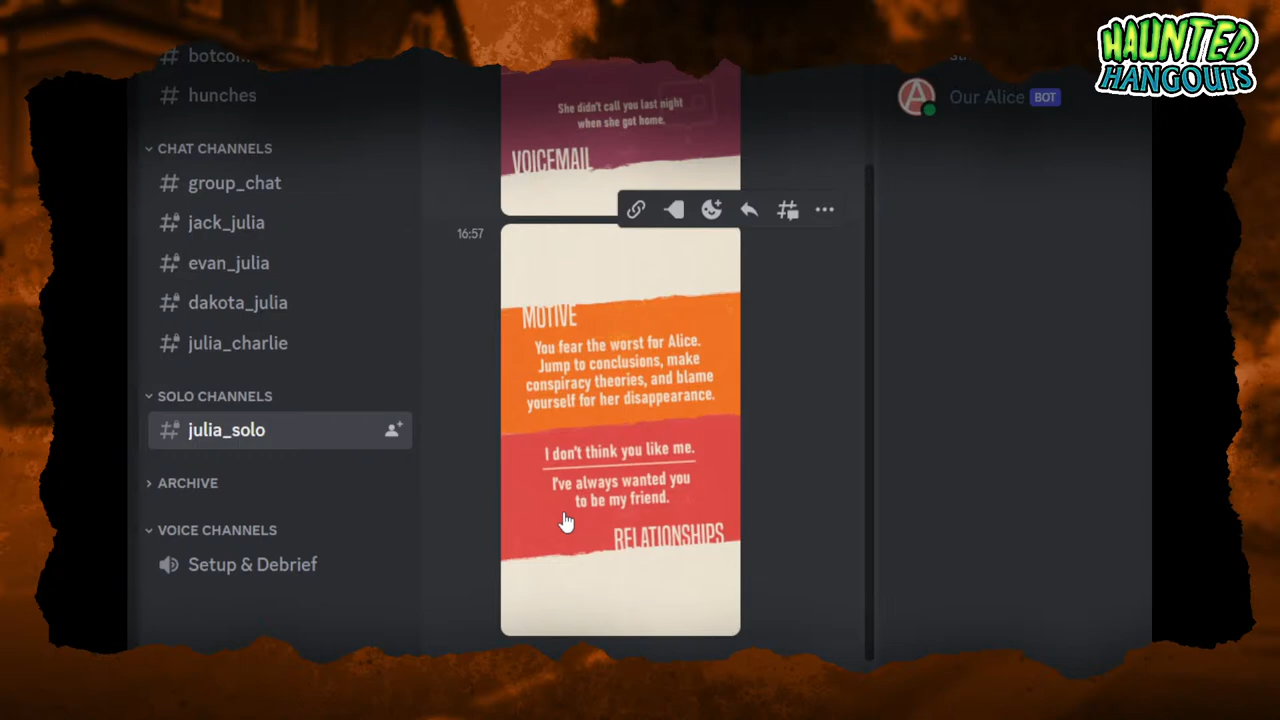 HAUNTED
HANGOUTS
# hunches
CHAT CHANNELS
# group_chat
# jack_julia
# evan_julia
# dakota_julia
# julia_charlie
SOLO CHANNELS
# julia_solo
ARCHIVE
VOICE CHANNELS
Setup & Debrief
She didn't call you last night
when she got home.
VOICEMAIL
16:57
MOTIVE
You fear the worst for Alice.
Jump to conclusions, make
conspiracy theories, and blame
yourself for her disappearance.
I don't think you like me.
I've always wanted you
to be my friend.
RELATIONSHIPS
A
Our Alice BOT